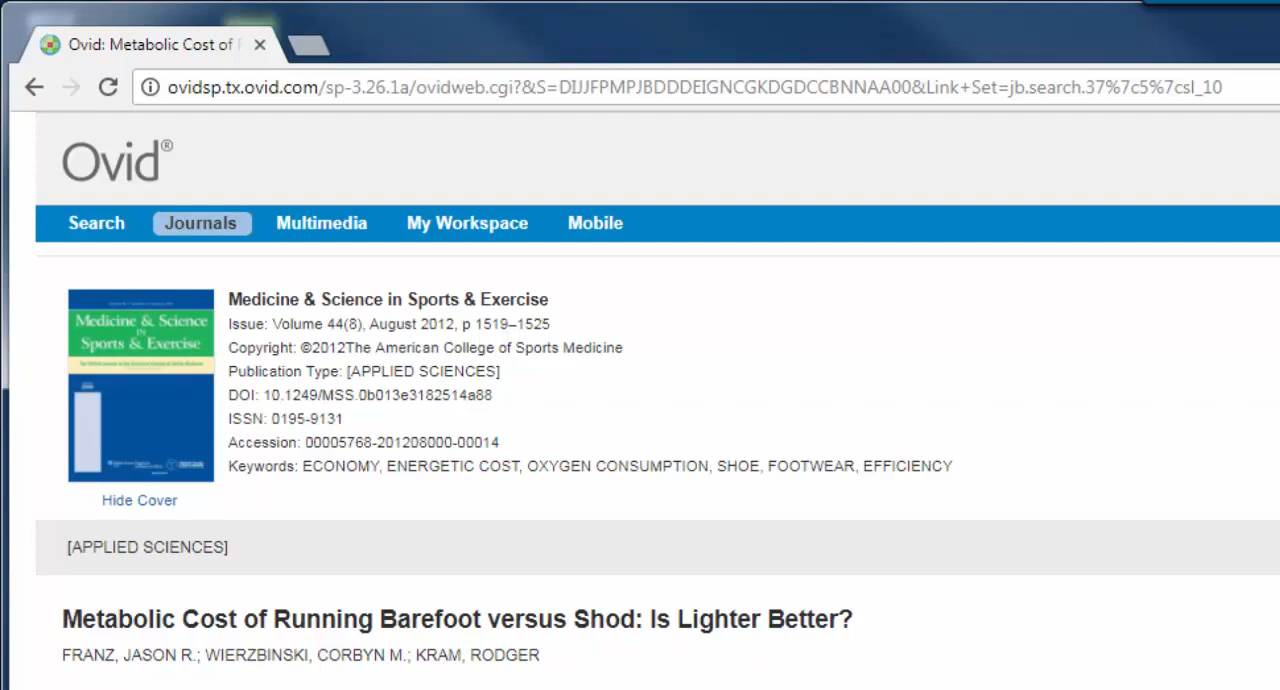 Ovid: Metabolic Cost of
ovidsp.tx.ovid.com/sp-3.26.1a/ovidweb.cgi?&S=DIJJFPMPJBDDDEIGNCGKDGDCCBNNAA00&Link+Set=jb.search.37%7c5%7csl_10
Ovid®
Search Journals Multimedia My Workspace Mobile
Medicine & Science
IN
Sports & Exercise
Medicine & Science in Sports & Exercise
Issue: Volume 44(8), August 2012, p 1519–1525
Copyright: ©2012The American College of Sports Medicine
Publication Type: [APPLIED SCIENCES]
DOI: 10.1249/MSS.0b013e3182514a88
ISSN: 0195-9131
Accession: 00005768-201208000-00014
Keywords: ECONOMY, ENERGETIC COST, OXYGEN CONSUMPTION, SHOE, FOOTWEAR, EFFICIENCY
Hide Cover
[APPLIED SCIENCES]
Metabolic Cost of Running Barefoot versus Shod: Is Lighter Better?
FRANZ, JASON R.; WIERZBINSKI, CORBYN M.; KRAM, RODGER